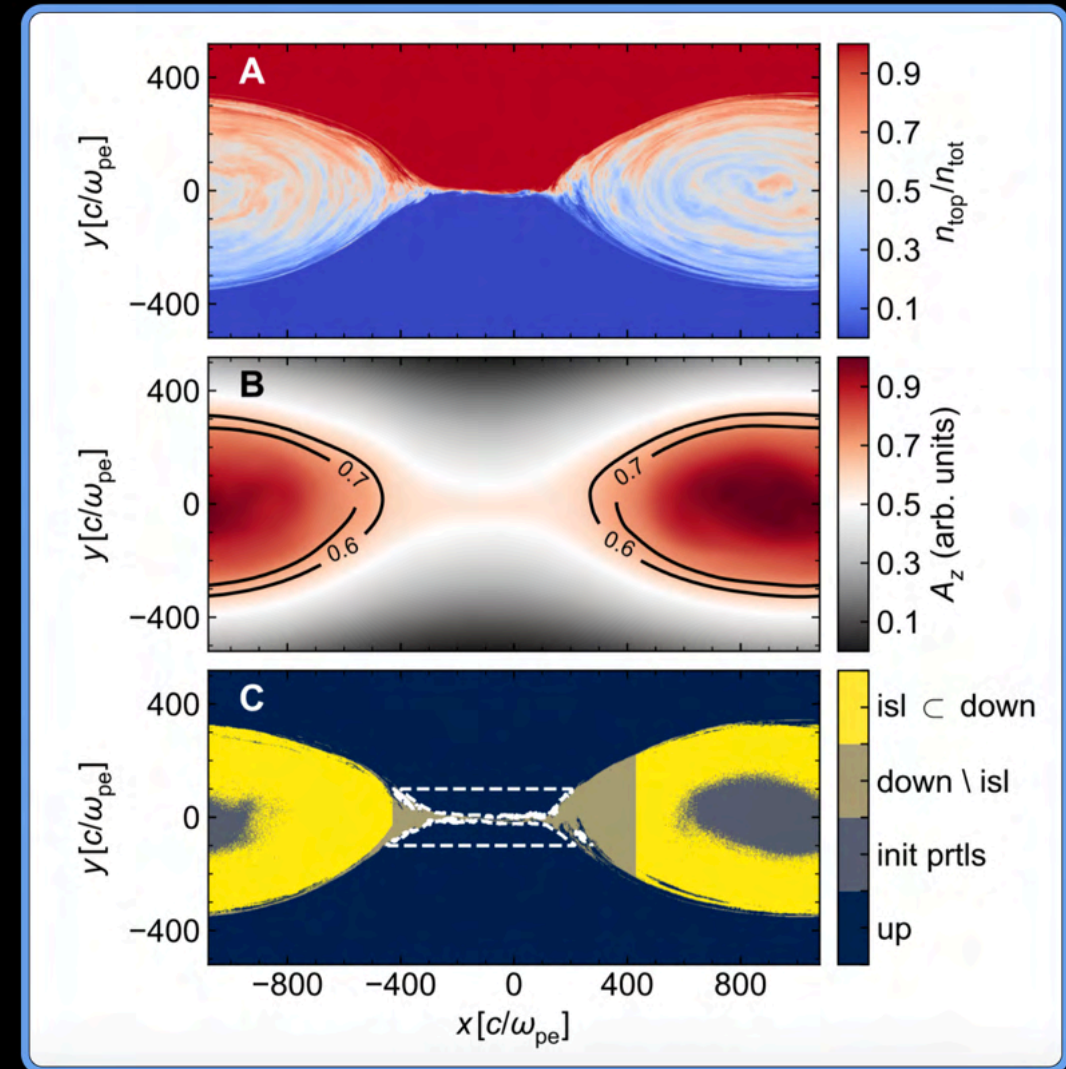 A
400
0
−400
y [c/ωpe]
0.9
0.7
0.5
0.3
0.1
ntop/ntot
B
400
0
−400
y [c/ωpe]
0.7
0.6
0.7
0.6
0.9
0.7
0.5
0.3
0.1
Az (arb. units)
C
400
0
−400
y [c/ωpe]
isl ⊂ down
down \ isl
init prtls
up
−800 −400 0 400 800
x [c/ωpe]